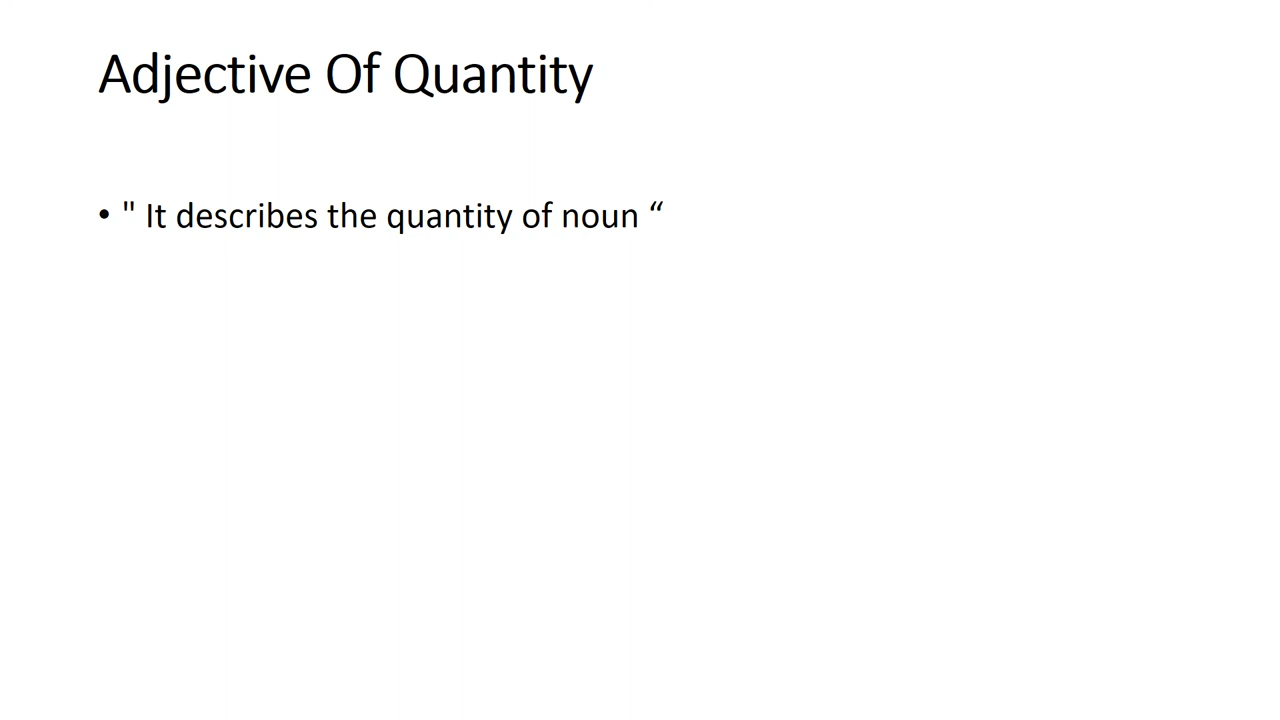 Adjective Of Quantity
• " It describes the quantity of noun “